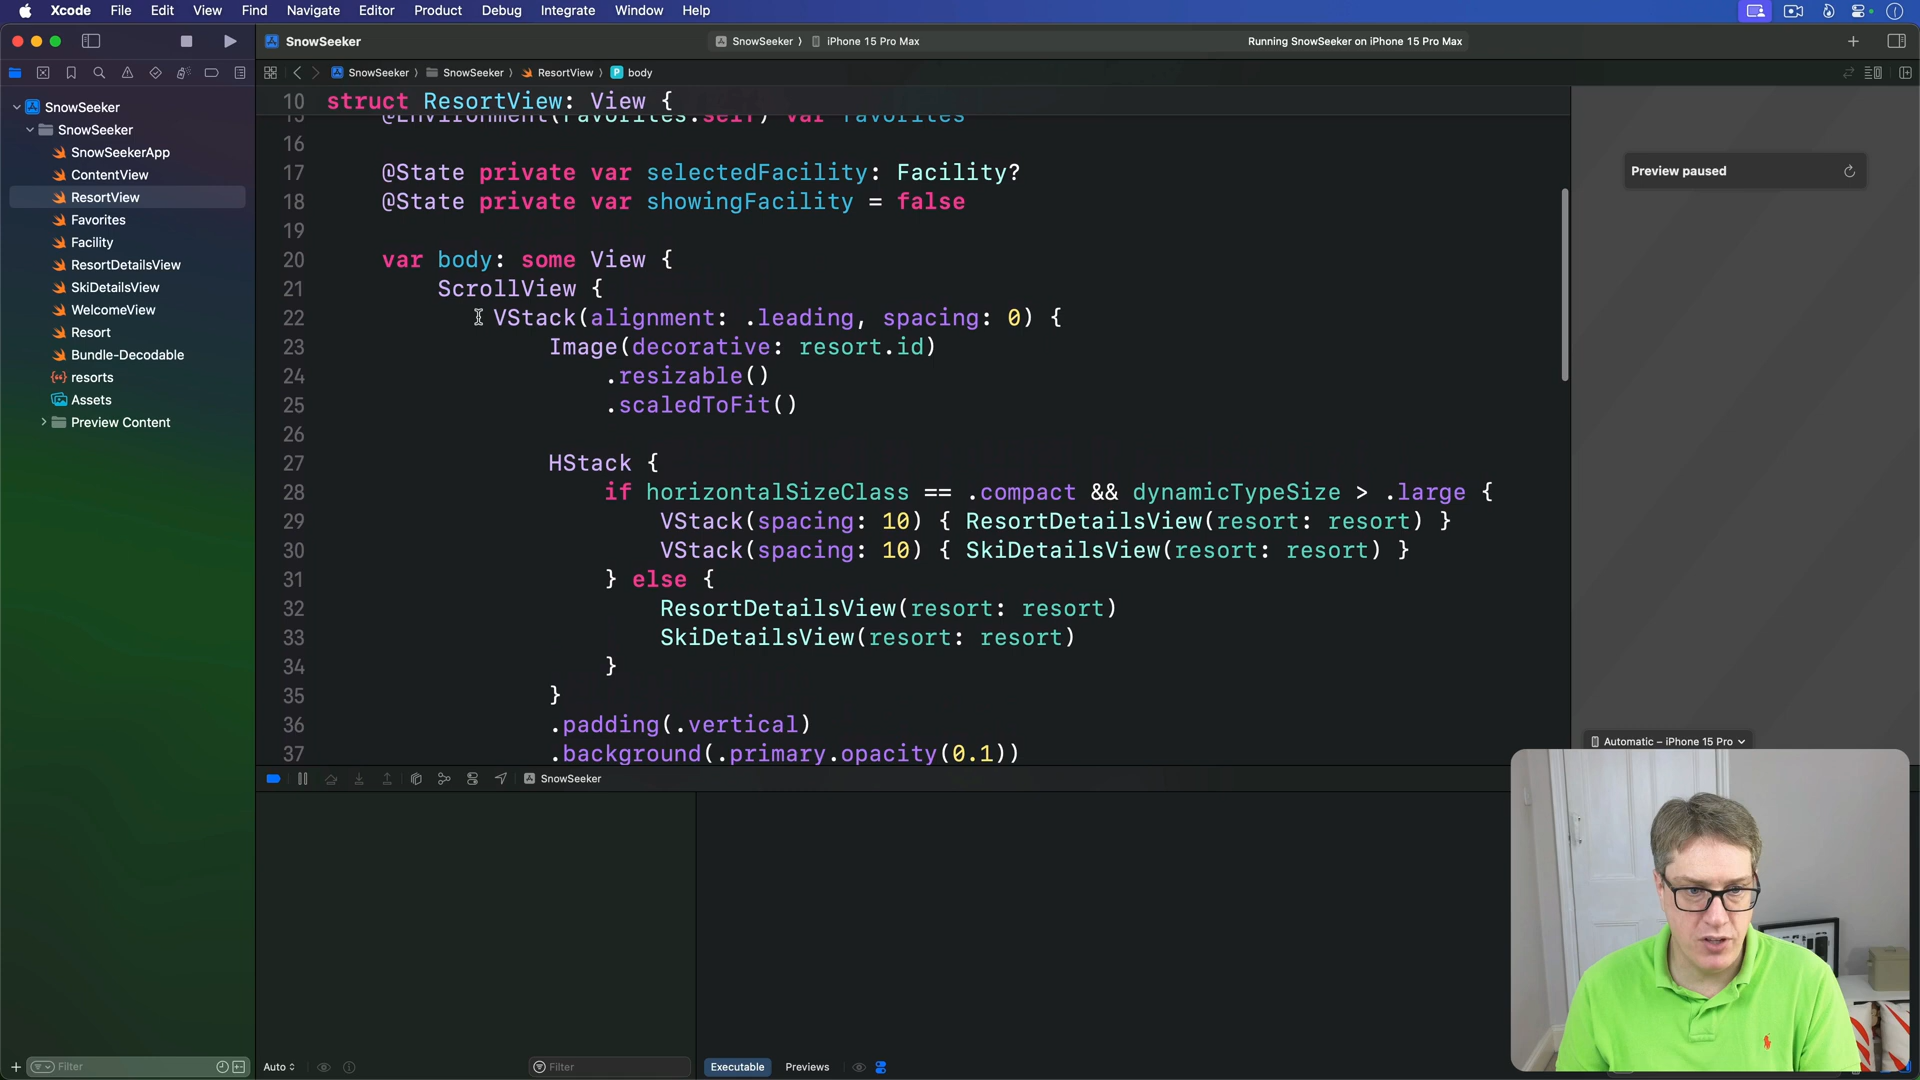 Xcode File Edit View Find Navigate Editor Product Debug Integrate Window Help
SnowSeeker
SnowSeeker ⟩ iPhone 15 Pro Max
Running SnowSeeker on iPhone 15 Pro Max
SnowSeeker ⟩ SnowSeeker ⟩ ResortView ⟩ P body
SnowSeeker
SnowSeeker
SnowSeekerApp
ContentView
ResortView
Favorites
Facility
ResortDetailsView
SkiDetailsView
WelcomeView
Resort
Bundle-Decodable
resorts
Assets
Preview Content
Filter
10 struct ResortView: View {
15 @Environment(Favorites.self) var favorites
16
17 @State private var selectedFacility: Facility?
18 @State private var showingFacility = false
19
20 var body: some View {
21 ScrollView {
22 VStack(alignment: .leading, spacing: 0) {
23 Image(decorative: resort.id)
24 .resizable()
25 .scaledToFit()
26
27 HStack {
28 if horizontalSizeClass == .compact && dynamicTypeSize > .large {
29 VStack(spacing: 10) { ResortDetailsView(resort: resort) }
30 VStack(spacing: 10) { SkiDetailsView(resort: resort) }
31 } else {
32 ResortDetailsView(resort: resort)
33 SkiDetailsView(resort: resort)
34 }
35 }
36 .padding(.vertical)
37 .background(.primary.opacity(0.1))
Preview paused
Automatic – iPhone 15 Pro
SnowSeeker
Auto
Filter
Executable Previews